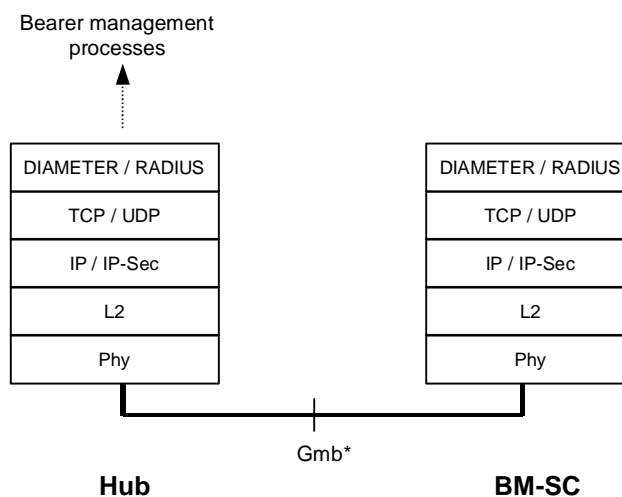 Bearer management
processes
DIAMETER / RADIUS
TCP / UDP
IP / IP-Sec
L2
Phy
DIAMETER / RADIUS
TCP / UDP
IP / IP-Sec
L2
Phy
Gmb*
Hub
BM-SC